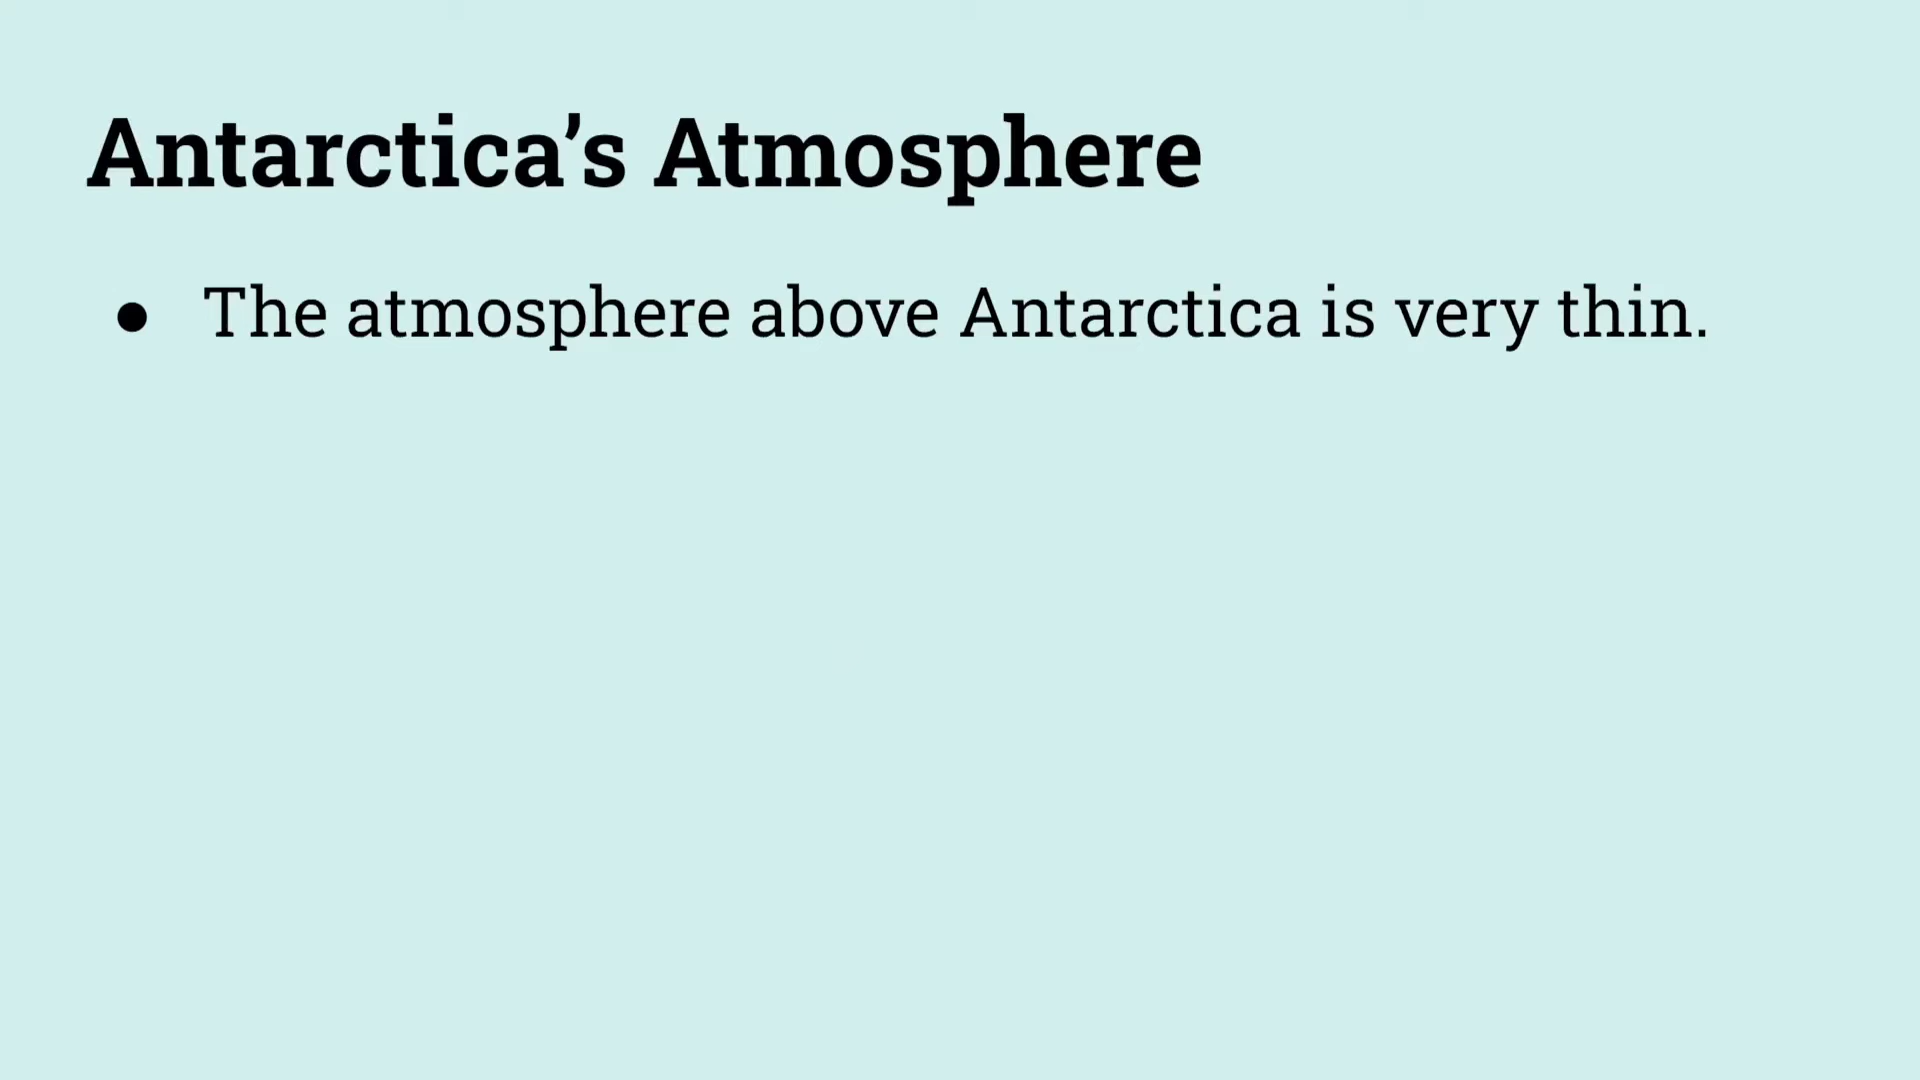 Antarctica’s Atmosphere
● The atmosphere above Antarctica is very thin.